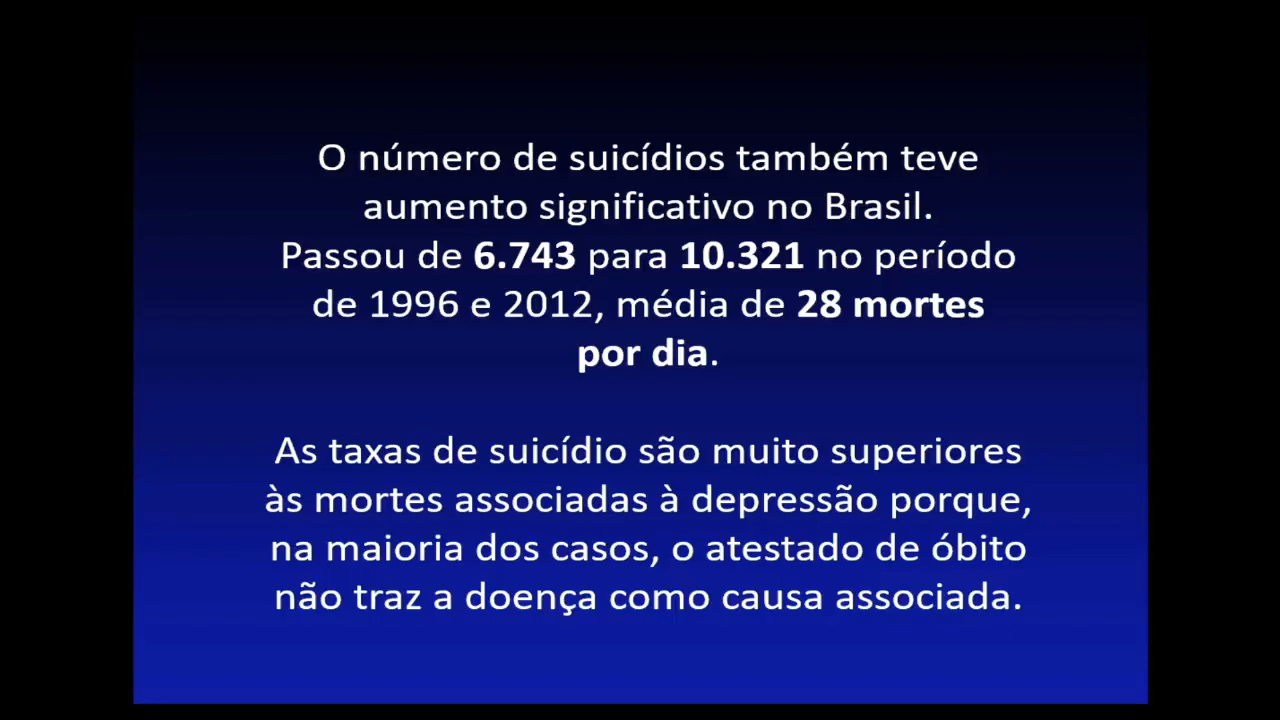 O número de suicídios também teve
aumento significativo no Brasil.
Passou de 6.743 para 10.321 no período
de 1996 e 2012, média de 28 mortes
por dia.
As taxas de suicídio são muito superiores
às mortes associadas à depressão porque,
na maioria dos casos, o atestado de óbito
não traz a doença como causa associada.